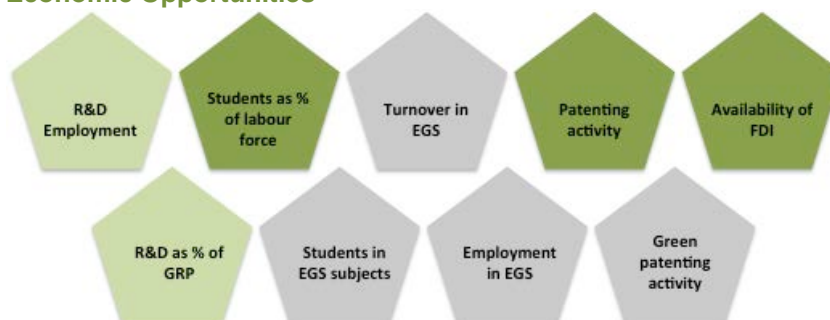 Economic Opportunities
R&D
Employment
Students as %
of labour
force
Turnover in
EGS
Patenting
activity
Availability of
FDI
R&D as % of
GRP
Students in
EGS subjects
Employment
in EGS
Green
patenting
activity